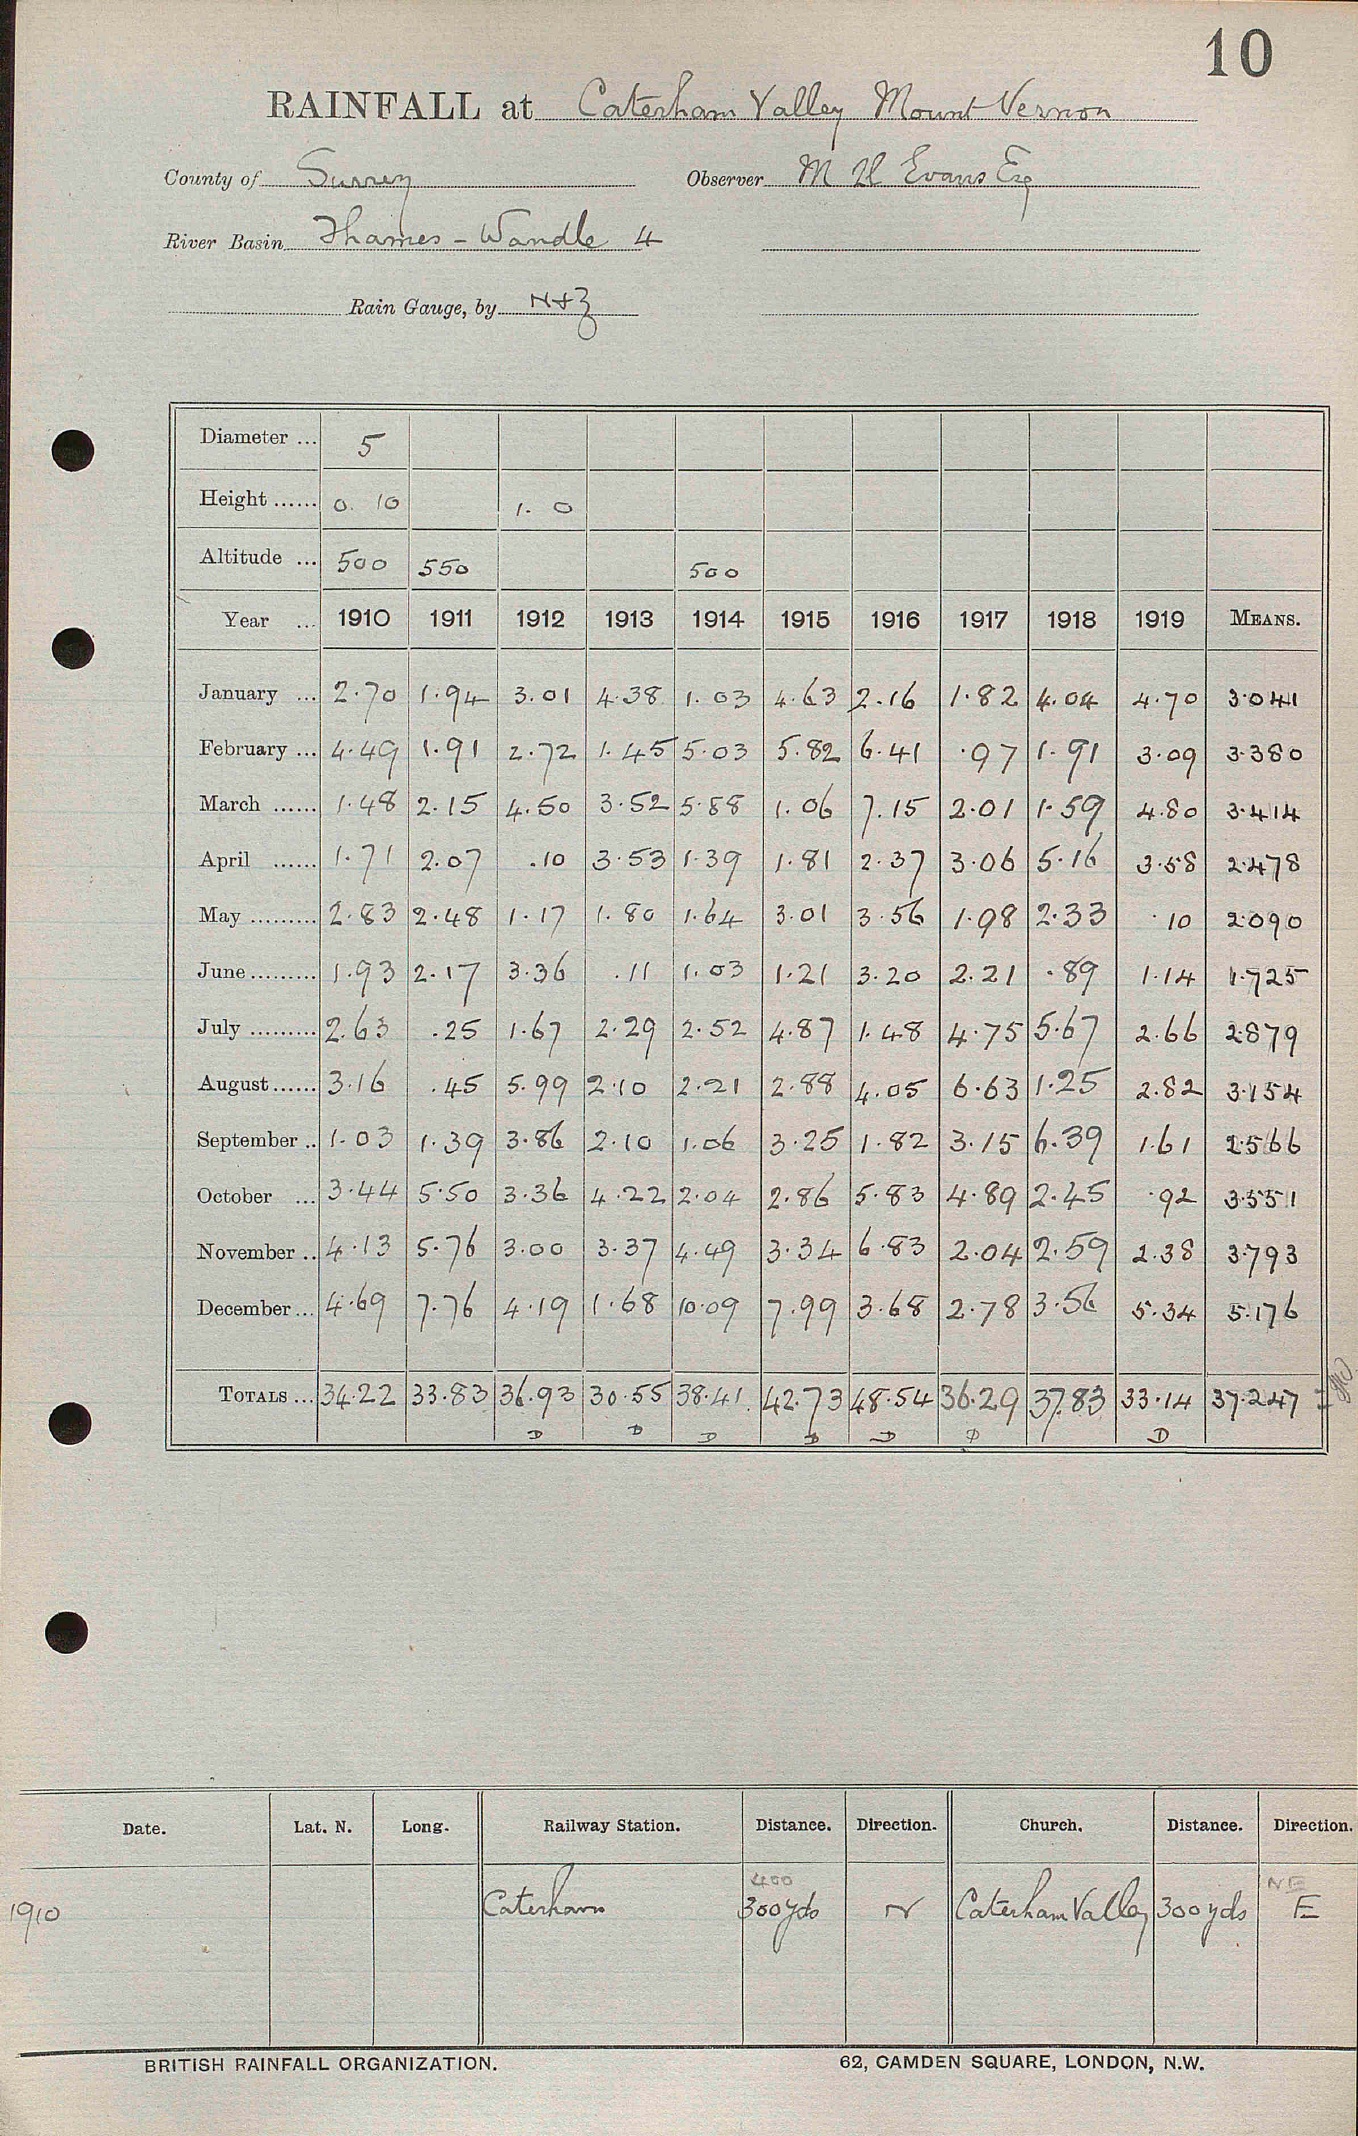 10
RAINFALL at Caterham Valley Mount Vernon
County of Surrey Observer M H Evans Esq
River Basin Thames - Wandle 4
Rain Gauge, by N+Z
Diameter ... 5
Height ...... 0. 10 1. 0
Altitude ... 500 550 500
Year ... 1910 1911 1912 1913 1914 1915 1916 1917 1918 1919 MEANS.
January ... 2.70 1.94 3.01 4.38 1.03 4.63 2.16 1.82 4.04 4.70 3.041
February ... 4.49 1.91 2.72 1.45 5.03 5.82 6.41 .97 1.91 3.09 3.380
March ...... 1.48 2.15 4.50 3.52 5.88 1.06 7.15 2.01 1.59 4.80 3.414
April ...... 1.71 2.07 .10 3.53 1.39 1.81 2.37 3.06 5.16 3.58 2.478
May ......... 2.83 2.48 1.17 1.80 1.64 3.01 3.56 1.98 2.33 .10 2.090
June ......... 1.93 2.17 3.36 .11 1.03 1.21 3.20 2.21 .89 1.14 1.725
July ......... 2.63 .25 1.67 2.29 2.52 4.87 1.48 4.75 5.67 2.66 2.879
August ...... 3.16 .45 5.99 2.10 2.21 2.88 4.05 6.63 1.25 2.82 3.154
September .. 1.03 1.39 3.86 2.10 1.06 3.25 1.82 3.15 6.39 1.61 2.566
October ... 3.44 5.50 3.36 4.22 2.04 2.86 5.83 4.89 2.45 .92 3.551
November .. 4.13 5.76 3.00 3.37 4.49 3.34 6.83 2.04 2.59 2.38 3.793
December ... 4.69 7.76 4.19 1.68 10.09 7.99 3.68 2.78 3.56 5.34 5.176
TOTALS ... 34.22 33.83 36.93 30.55 38.41 42.73 48.54 36.29 37.83 33.14 37.247
D D D D D D D
Date. Lat. N. Long. Railway Station. Distance. Direction. Church. Distance. Direction.
400 NE
1910 Caterham 300 yds N Caterham Valley 300 yds E
BRITISH RAINFALL ORGANIZATION. 62, CAMDEN SQUARE, LONDON, N.W.